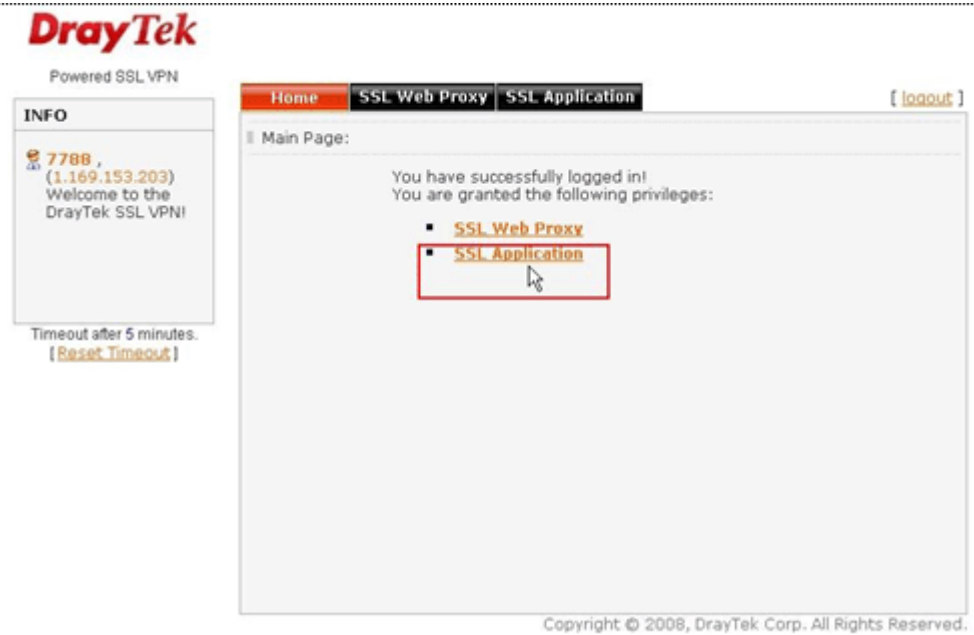 DrayTek
Powered SSL VPN
INFO
7788 ,
(1.169.153.203)
Welcome to the
DrayTek SSL VPN!
Timeout after 5 minutes.
[Reset Timeout]
Home SSL Web Proxy SSL Application [ logout ]
Main Page:
You have successfully logged in!
You are granted the following privileges:
SSL Web Proxy
SSL Application
Copyright © 2008, DrayTek Corp. All Rights Reserved.